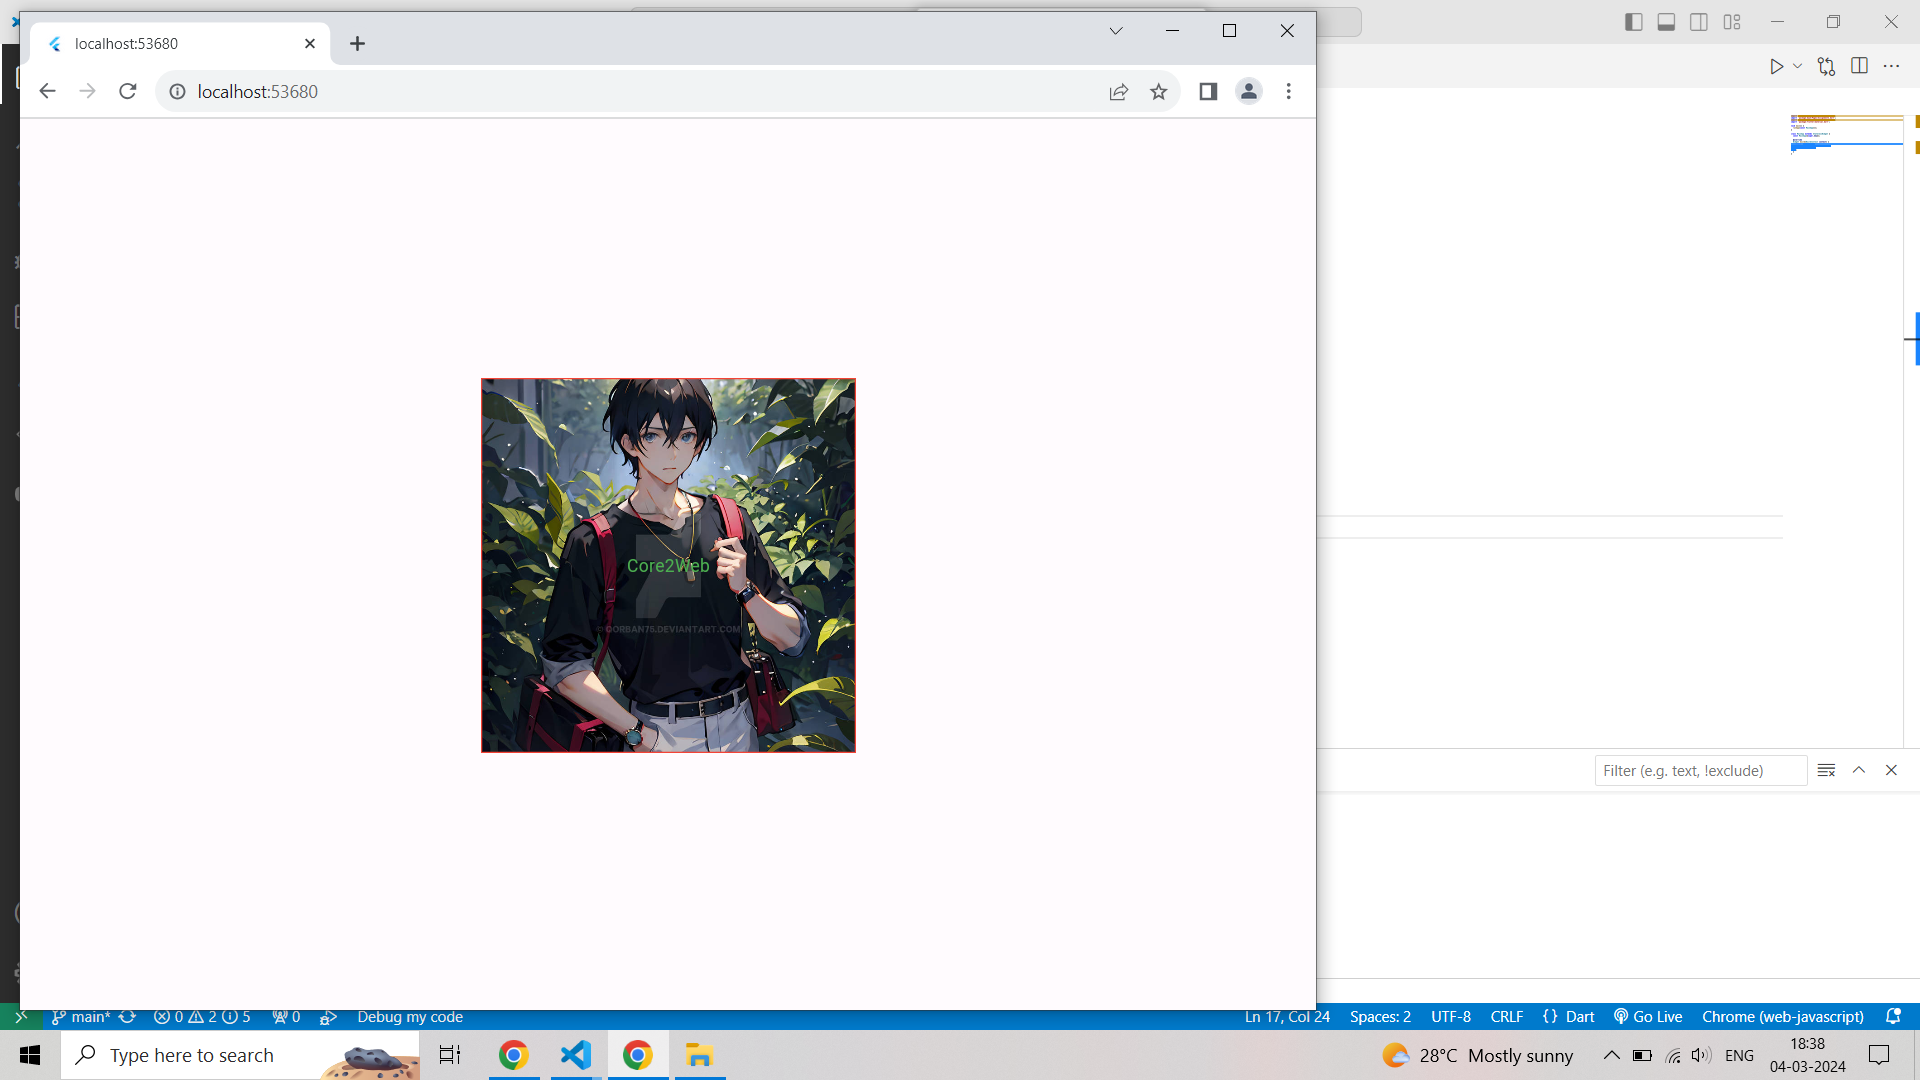 localhost:53680
localhost:53680
Core2Web
© QORBAN75.DEVIANTART.COM
Filter (e.g. text, !exclude)
main* 0 2 5 0 Debug my code Ln 17, Col 24 Spaces: 2 UTF-8 CRLF {} Dart Go Live Chrome (web-javascript)
Type here to search 28°C Mostly sunny ENG 18:38
04-03-2024